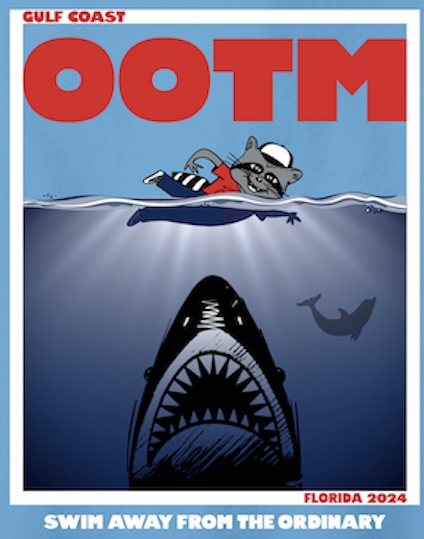 GULF COAST
OOTM
FLORIDA 2024
SWIM AWAY FROM THE ORDINARY